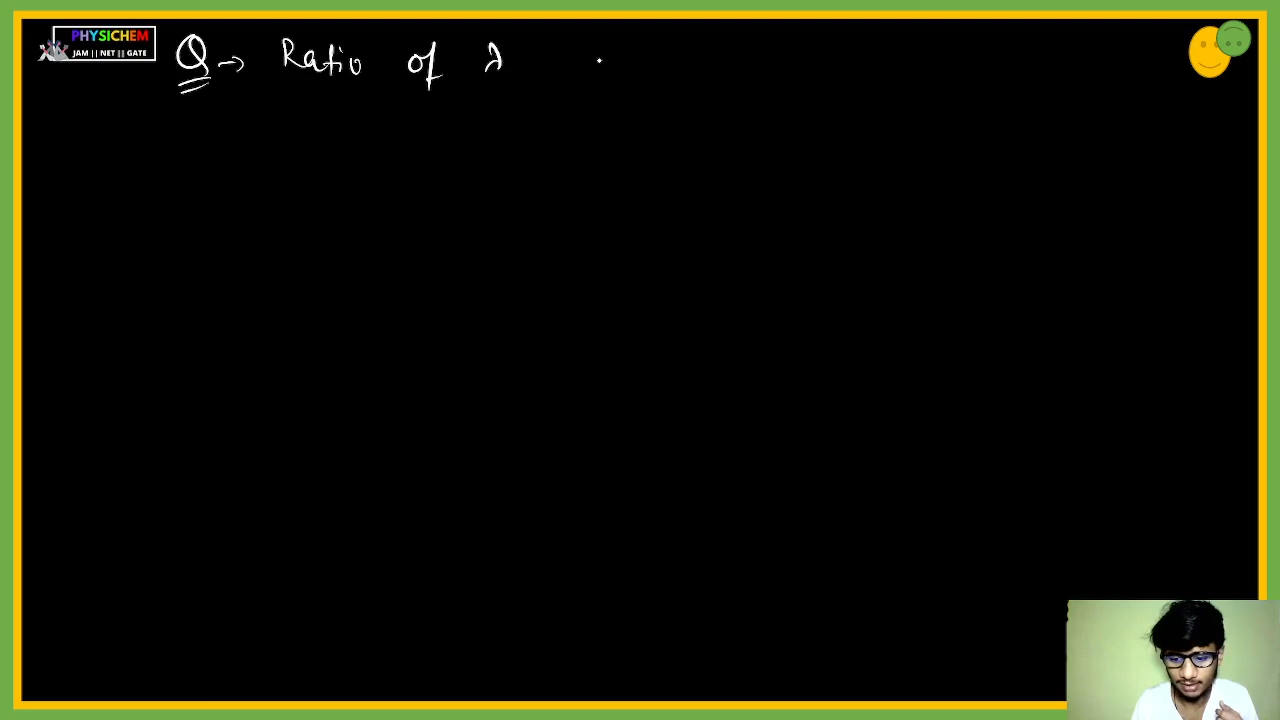 PHYSICHEM
JAM || NET || GATE
Q → Ratio of λ